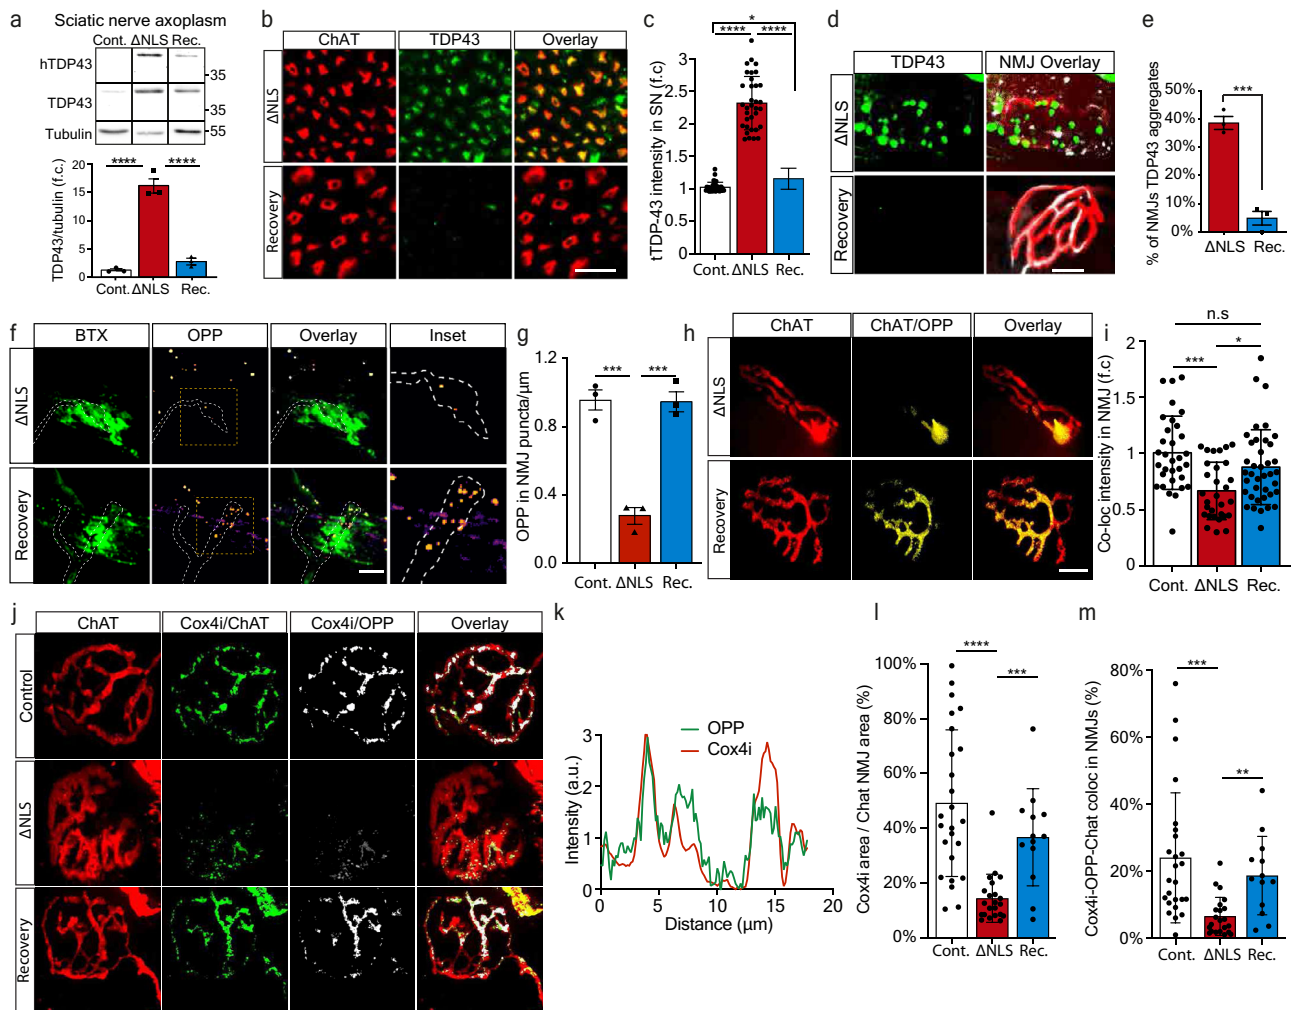 a
Sciatic nerve axoplasm
Cont. ΔNLS Rec.
hTDP43
35
TDP43
35
Tubulin
55
**** ****
TDP43/tubulin (f.c.)
20
15
10
5
0
Cont. ΔNLS Rec.
b
ChAT TDP43 Overlay
ΔNLS
Recovery
c
*
**** ****
tTDP-43 intensity in SN (f.c)
3.5
3
2.5
2
1.5
1
0.5
0
Cont. ΔNLS Rec.
d
TDP43 NMJ Overlay
ΔNLS
Recovery
e
***
% of NMJs TDP43 aggregates
50%
40%
30%
20%
10%
0%
ΔNLS Rec.
f
BTX OPP Overlay Inset
ΔNLS
Recovery
g
*** ***
OPP in NMJ puncta/µm
1.2
0.8
0.4
0.0
Cont. ΔNLS Rec.
h
ChAT ChAT/OPP Overlay
ΔNLS
Recovery
i
n.s
*** *
Co-loc intensity in NMJ (f.c)
2
1.5
1
0.5
0
Cont. ΔNLS Rec.
j
ChAT Cox4i/ChAT Cox4i/OPP Overlay
Control
ΔNLS
Recovery
k
OPP
Cox4i
Intensity (a.u.)
3
2
1
0
0 5 10 15 20
Distance (µm)
l
**** ***
Cox4i area / Chat NMJ area (%)
100%
80%
60%
40%
20%
0%
Cont. ΔNLS Rec.
m
*** **
Cox4i-OPP-Chat coloc in NMJs (%)
80%
60%
40%
20%
0%
Cont. ΔNLS Rec.